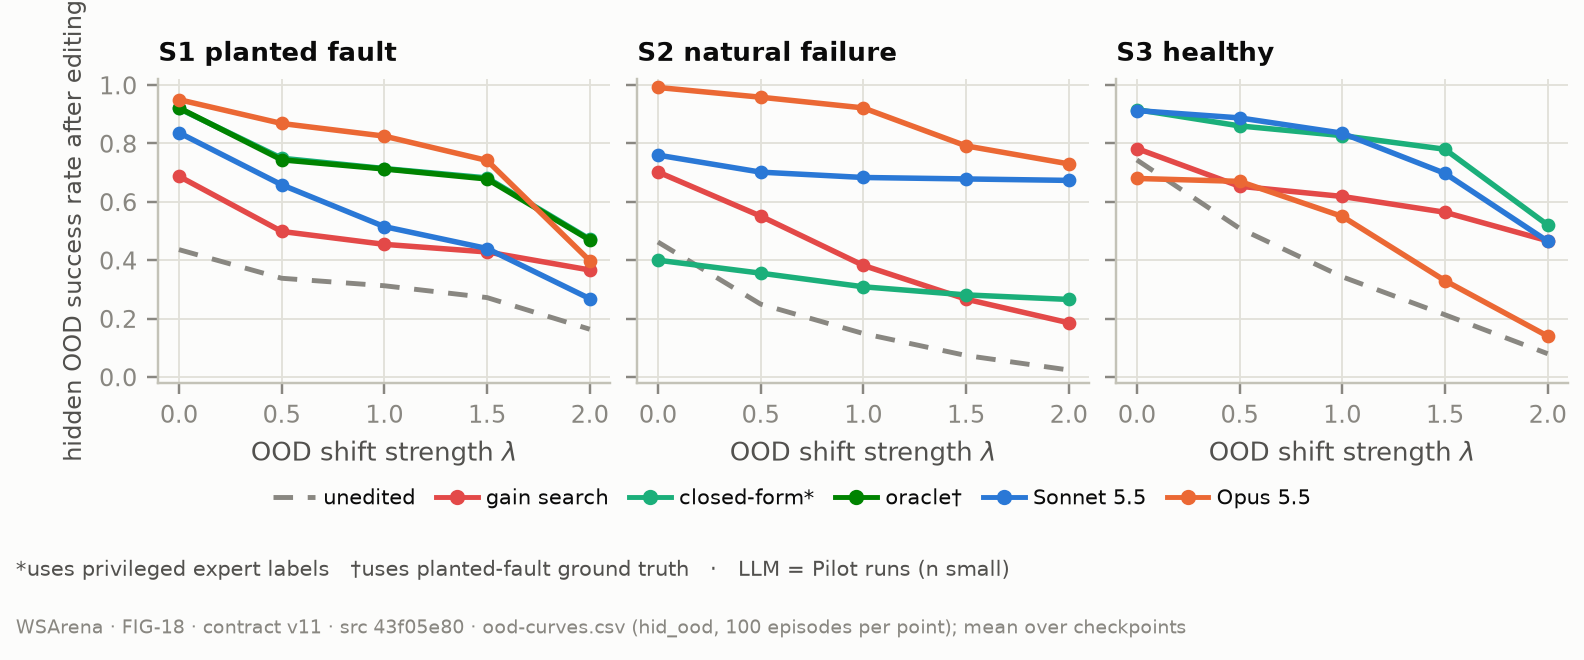 hidden OOD success rate after editing
S1 planted fault
S2 natural failure
S3 healthy
1.0
0.8
0.6
0.4
0.2
0.0
0.0 0.5 1.0 1.5 2.0
0.0 0.5 1.0 1.5 2.0
0.0 0.5 1.0 1.5 2.0
OOD shift strength λ
OOD shift strength λ
OOD shift strength λ
unedited gain search closed-form* oracle† Sonnet 5.5 Opus 5.5
*uses privileged expert labels †uses planted-fault ground truth · LLM = Pilot runs (n small)
WSArena · FIG-18 · contract v11 · src 43f05e80 · ood-curves.csv (hid_ood, 100 episodes per point); mean over checkpoints